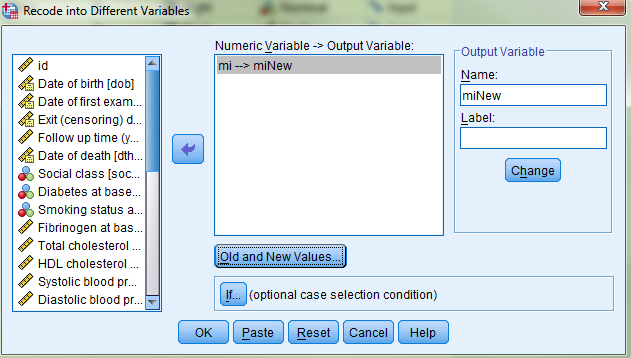 Recode into Different Variables
id
Date of birth [dob]
Date of first exam...
Exit (censoring) d...
Follow up time (y...
Date of death [dth...
Social class [soc...
Diabetes at base...
Smoking status a...
Fibrinogen at bas...
Total cholesterol ...
HDL cholesterol ...
Systolic blood pr...
Diastolic blood pr...
Numeric Variable -> Output Variable:
mi --> miNew
Output Variable
Name:
miNew
Label:
Change
Old and New Values...
If... (optional case selection condition)
OK Paste Reset Cancel Help